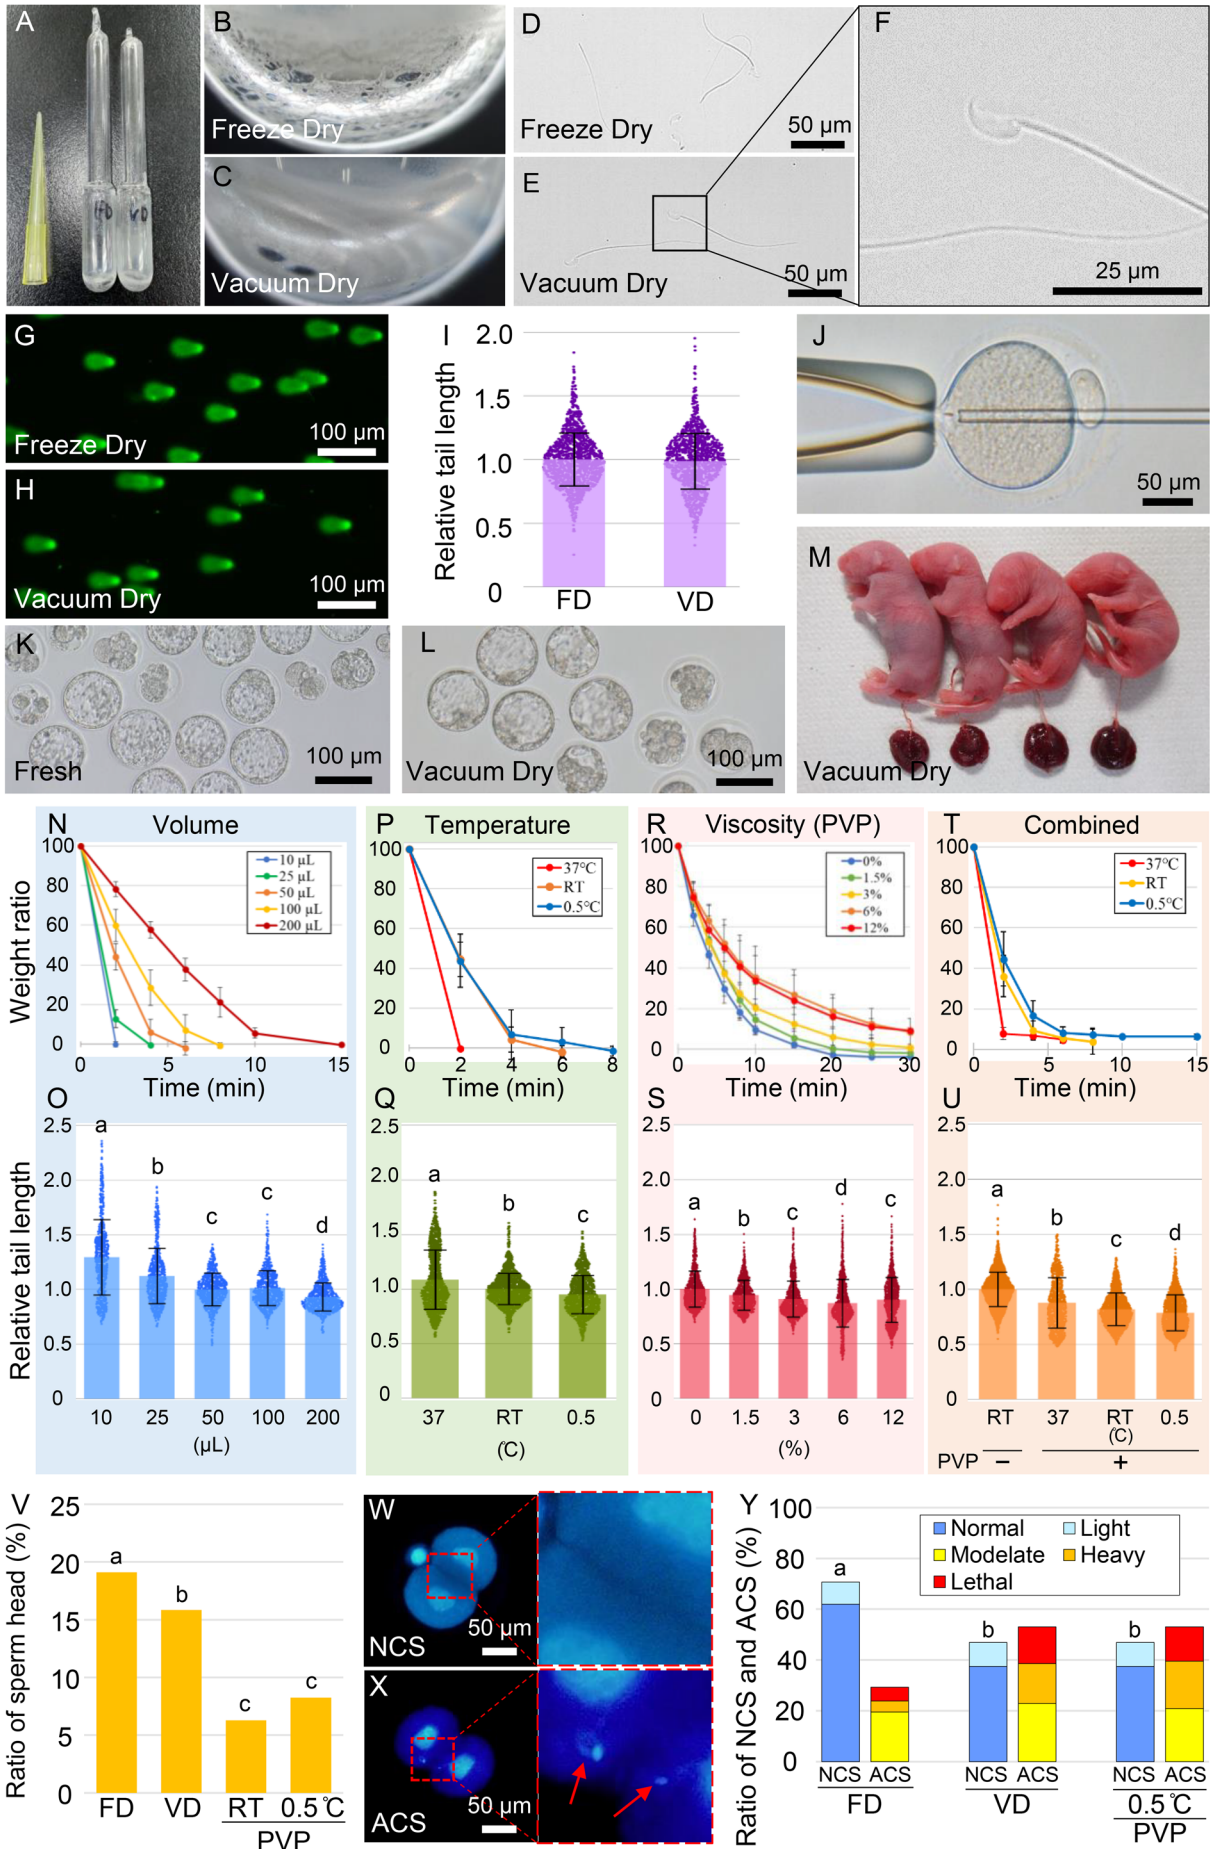 A
FD
VD
B
Freeze Dry
C
Vacuum Dry
D
Freeze Dry
50 µm
E
Vacuum Dry
50 µm
F
25 µm
G
Freeze Dry
100 µm
H
Vacuum Dry
100 µm
I
Relative tail length
2.0
1.5
1.0
0.5
0
FD
VD
J
50 µm
K
Fresh
100 µm
L
Vacuum Dry
100 µm
M
Vacuum Dry
N
Volume
Weight ratio
100
80
60
40
20
0
10 µL
25 µL
50 µL
100 µL
200 µL
0
5
10
15
Time (min)
P
Temperature
100
80
60
40
20
0
37℃
RT
0.5℃
0
2
4
6
8
Time (min)
R
Viscosity (PVP)
100
80
60
40
20
0
0%
1.5%
3%
6%
12%
0
10
20
30
Time (min)
T
Combined
100
80
60
40
20
0
37℃
RT
0.5℃
0
5
10
15
Time (min)
O
Relative tail length
2.5
2.0
1.5
1.0
0.5
0
a
b
c
c
d
10
25
50
100
200
(µL)
Q
2.5
2.0
1.5
1.0
0.5
0
a
b
c
37
RT
0.5
(℃)
S
2.5
2.0
1.5
1.0
0.5
0
a
b
c
d
c
0
1.5
3
6
12
(%)
U
2.5
2.0
1.5
1.0
0.5
0
a
b
c
d
RT
37
RT
0.5
(℃)
PVP
−
+
V
Ratio of sperm head (%)
25
20
15
10
5
0
a
b
c
c
FD
VD
RT
0.5℃
PVP
W
NCS
50 µm
X
ACS
50 µm
Y
Ratio of NCS and ACS (%)
100
80
60
40
20
0
Normal
Light
Modelate
Heavy
Lethal
a
b
b
NCS
ACS
NCS
ACS
NCS
ACS
FD
VD
0.5℃
PVP